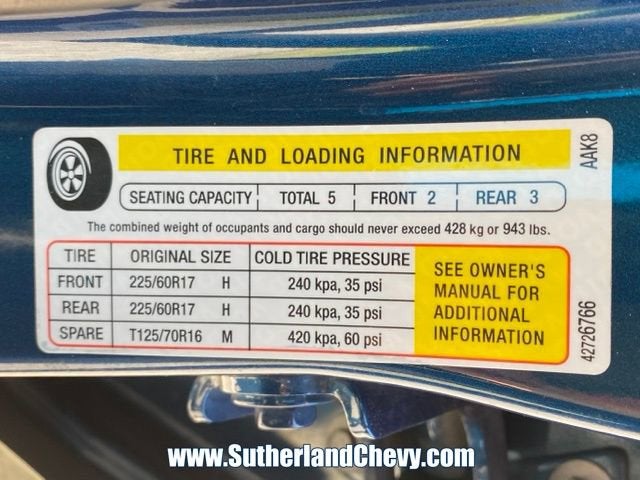 TIRE AND LOADING INFORMATION
AAK8
SEATING CAPACITY TOTAL 5 FRONT 2 REAR 3
The combined weight of occupants and cargo should never exceed 428 kg or 943 lbs.
TIRE ORIGINAL SIZE COLD TIRE PRESSURE
FRONT 225/60R17 H 240 kpa, 35 psi
REAR 225/60R17 H 240 kpa, 35 psi
SPARE T125/70R16 M 420 kpa, 60 psi
SEE OWNER'S
MANUAL FOR
ADDITIONAL
INFORMATION
42726766
www.SutherlandChevy.com